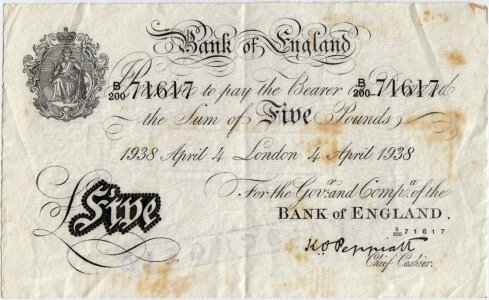 Bank of England
B/200 71617 B/200 71617
Promise to pay the Bearer on Demand
the Sum of Five Pounds
1938 April 4 London 4 April 1938
For the Govr. and Compa. of the
BANK of ENGLAND.
B/200 71617
£ Five
K O Peppiatt
Chief Cashier.